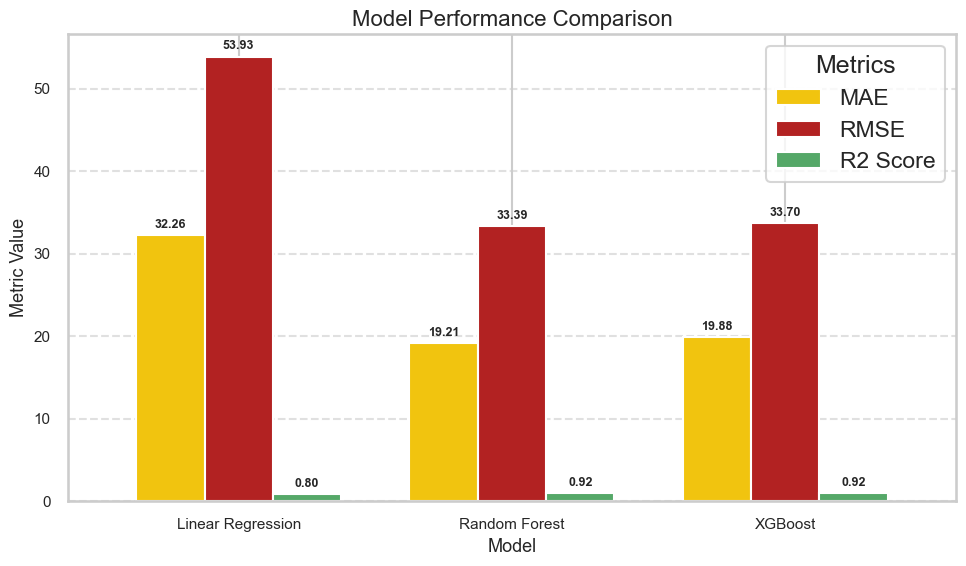 Model Performance Comparison
Metrics
MAE
RMSE
R2 Score
Metric Value
50
40
30
20
10
0
32.26
53.93
0.80
19.21
33.39
0.92
19.88
33.70
0.92
Linear Regression
Random Forest
XGBoost
Model